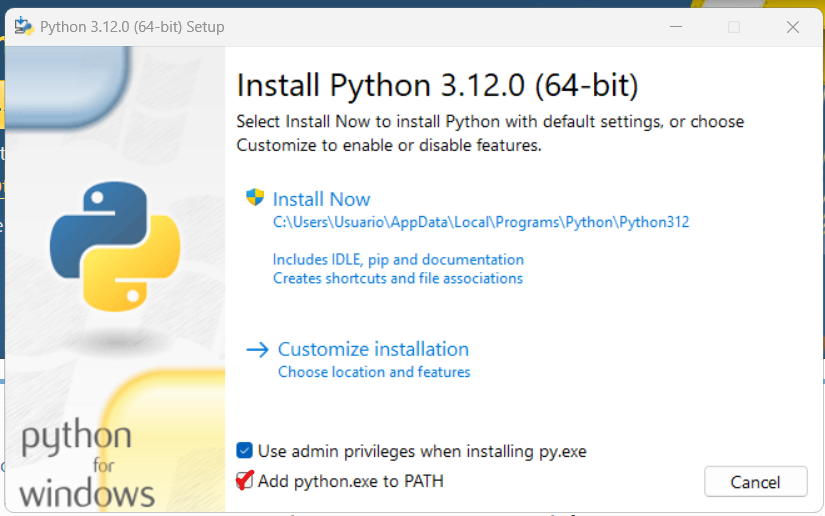 Python 3.12.0 (64-bit) Setup
Install Python 3.12.0 (64-bit)
Select Install Now to install Python with default settings, or choose
Customize to enable or disable features.
Install Now
C:\Users\Usuario\AppData\Local\Programs\Python\Python312
Includes IDLE, pip and documentation
Creates shortcuts and file associations
Customize installation
Choose location and features
python
for
windows
Use admin privileges when installing py.exe
Add python.exe to PATH
Cancel